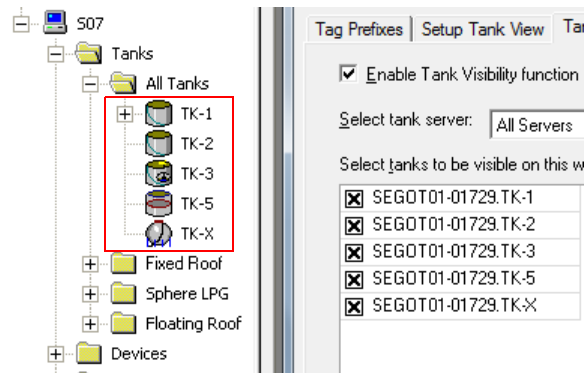 S07
Tanks
All Tanks
TK-1
TK-2
TK-3
TK-5
TK-X
Fixed Roof
Sphere LPG
Floating Roof
Devices
Tag Prefixes Setup Tank View
Enable Tank Visibility function
Select tank server: All Servers
Select tanks to be visible on this
SEGOT01-01729.TK-1
SEGOT01-01729.TK-2
SEGOT01-01729.TK-3
SEGOT01-01729.TK-5
SEGOT01-01729.TK-X